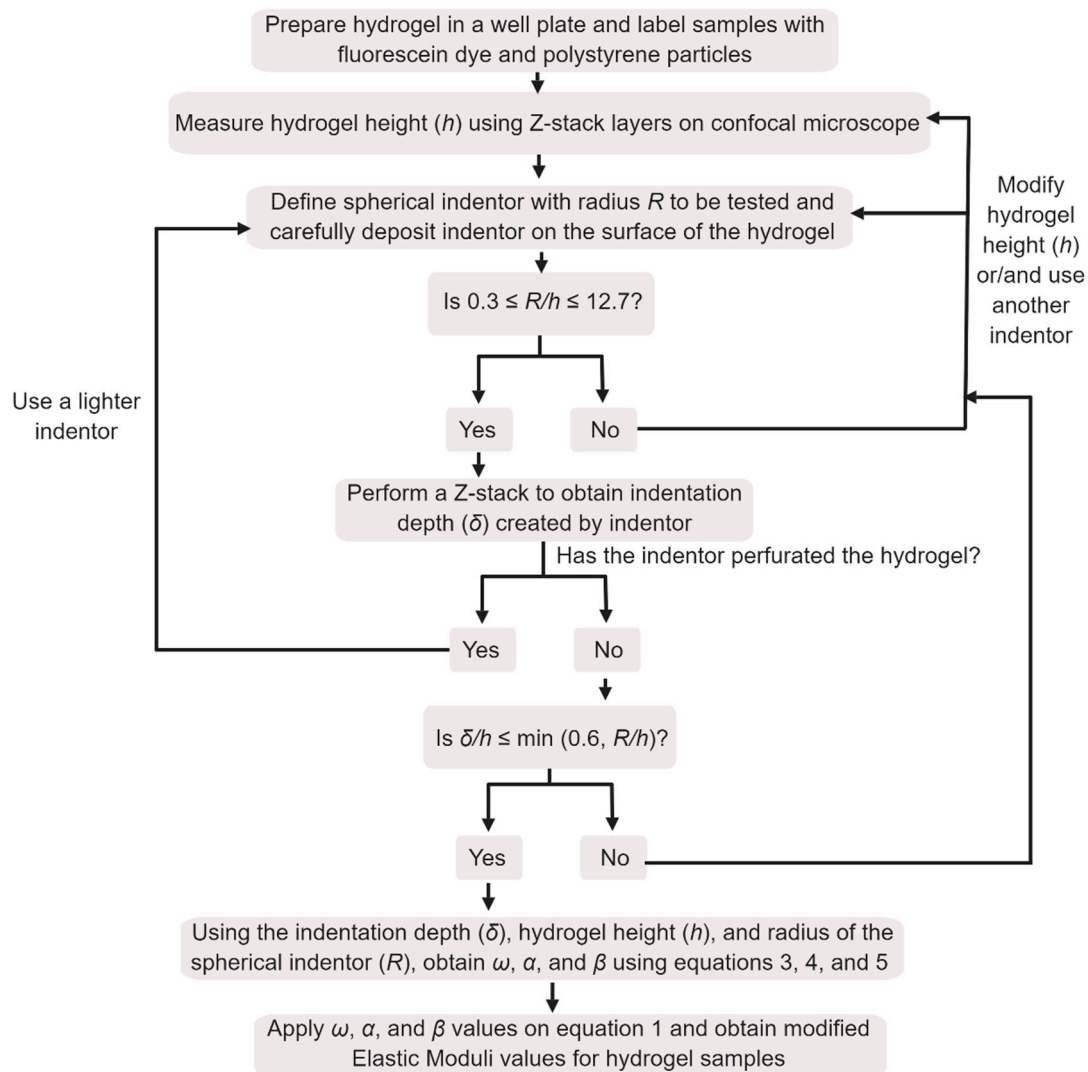 Prepare hydrogel in a well plate and label samples with
fluorescein dye and polystyrene particles
Measure hydrogel height (h) using Z-stack layers on confocal microscope
Define spherical indentor with radius R to be tested and
carefully deposit indentor on the surface of the hydrogel
Modify
hydrogel
height (h)
or/and use
another
indentor
Is 0.3 ≤ R/h ≤ 12.7?
Use a lighter
indentor
Yes
No
Perform a Z-stack to obtain indentation
depth (δ) created by indentor
Has the indentor perfurated the hydrogel?
Yes
No
Is δ/h ≤ min (0.6, R/h)?
Yes
No
Using the indentation depth (δ), hydrogel height (h), and radius of the
spherical indentor (R), obtain ω, α, and β using equations 3, 4, and 5
Apply ω, α, and β values on equation 1 and obtain modified
Elastic Moduli values for hydrogel samples